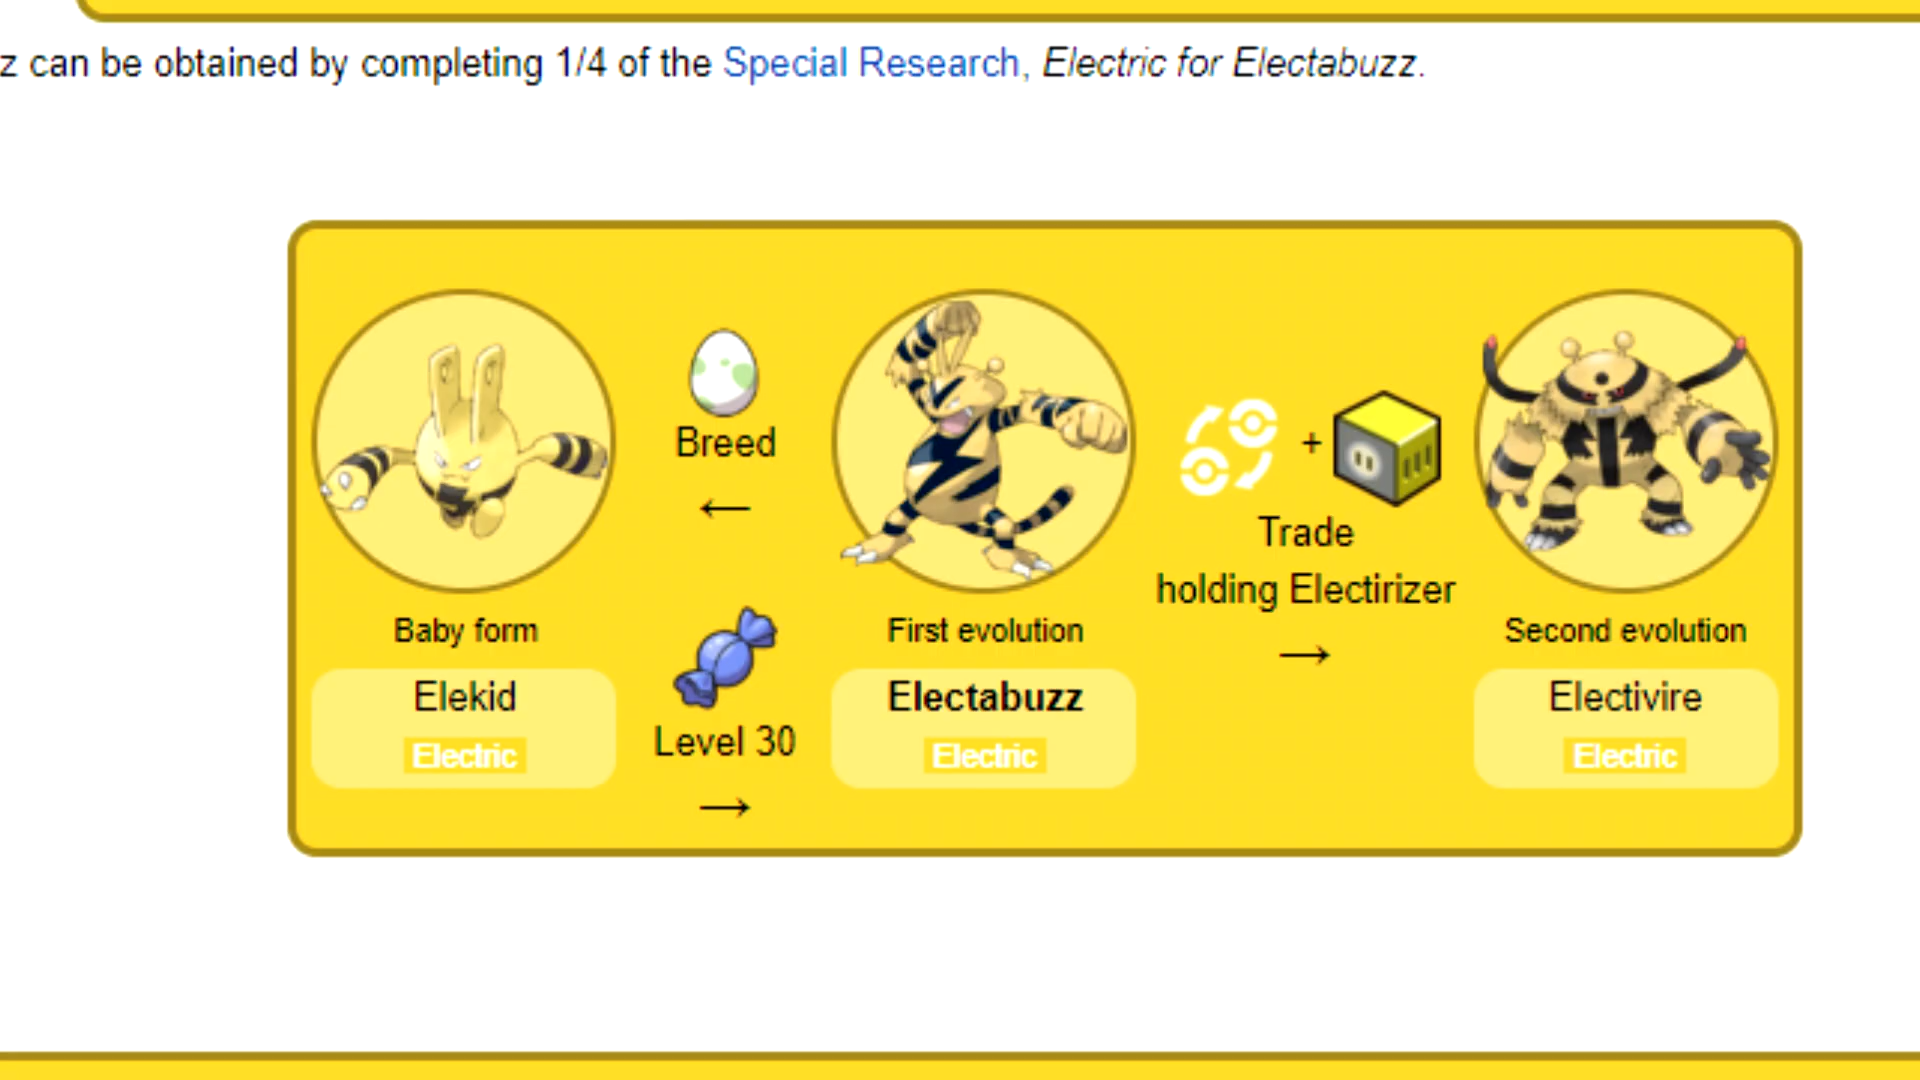 z can be obtained by completing 1/4 of the Special Research, Electric for Electabuzz.
Breed
←
+
Trade
holding Electirizer
→
Baby form
First evolution
Second evolution
Elekid
Electric
Level 30
→
Electabuzz
Electric
Electivire
Electric